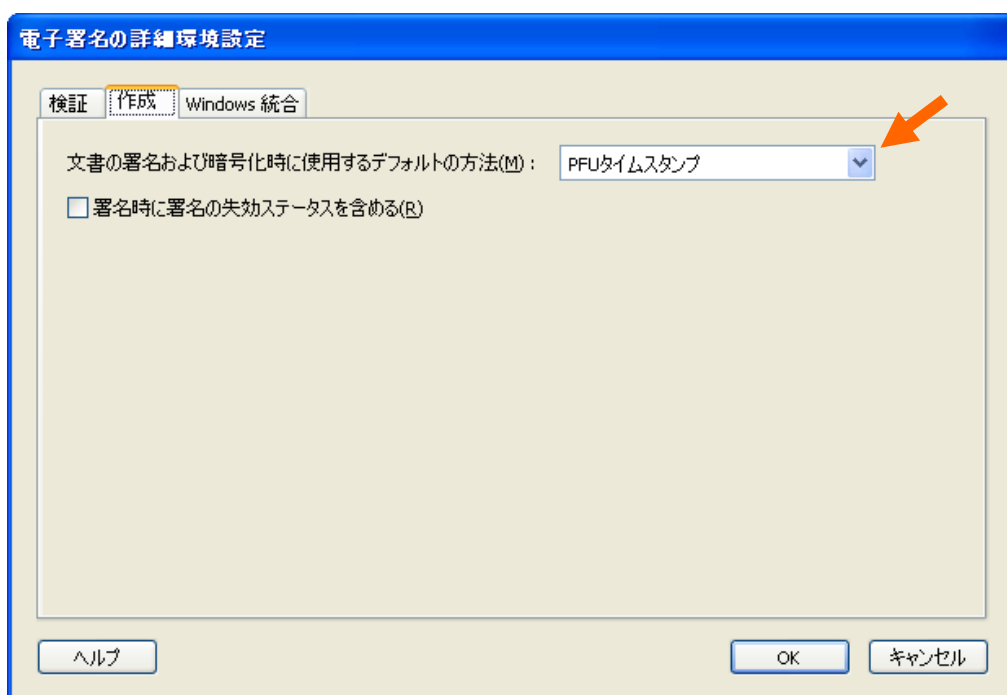 電子署名の詳細環境設定
検証 作成 Windows 統合
文書の署名および暗号化時に使用するデフォルトの方法(M)： PFUタイムスタンプ
署名時に署名の失効ステータスを含める(R)
ヘルプ OK キャンセル